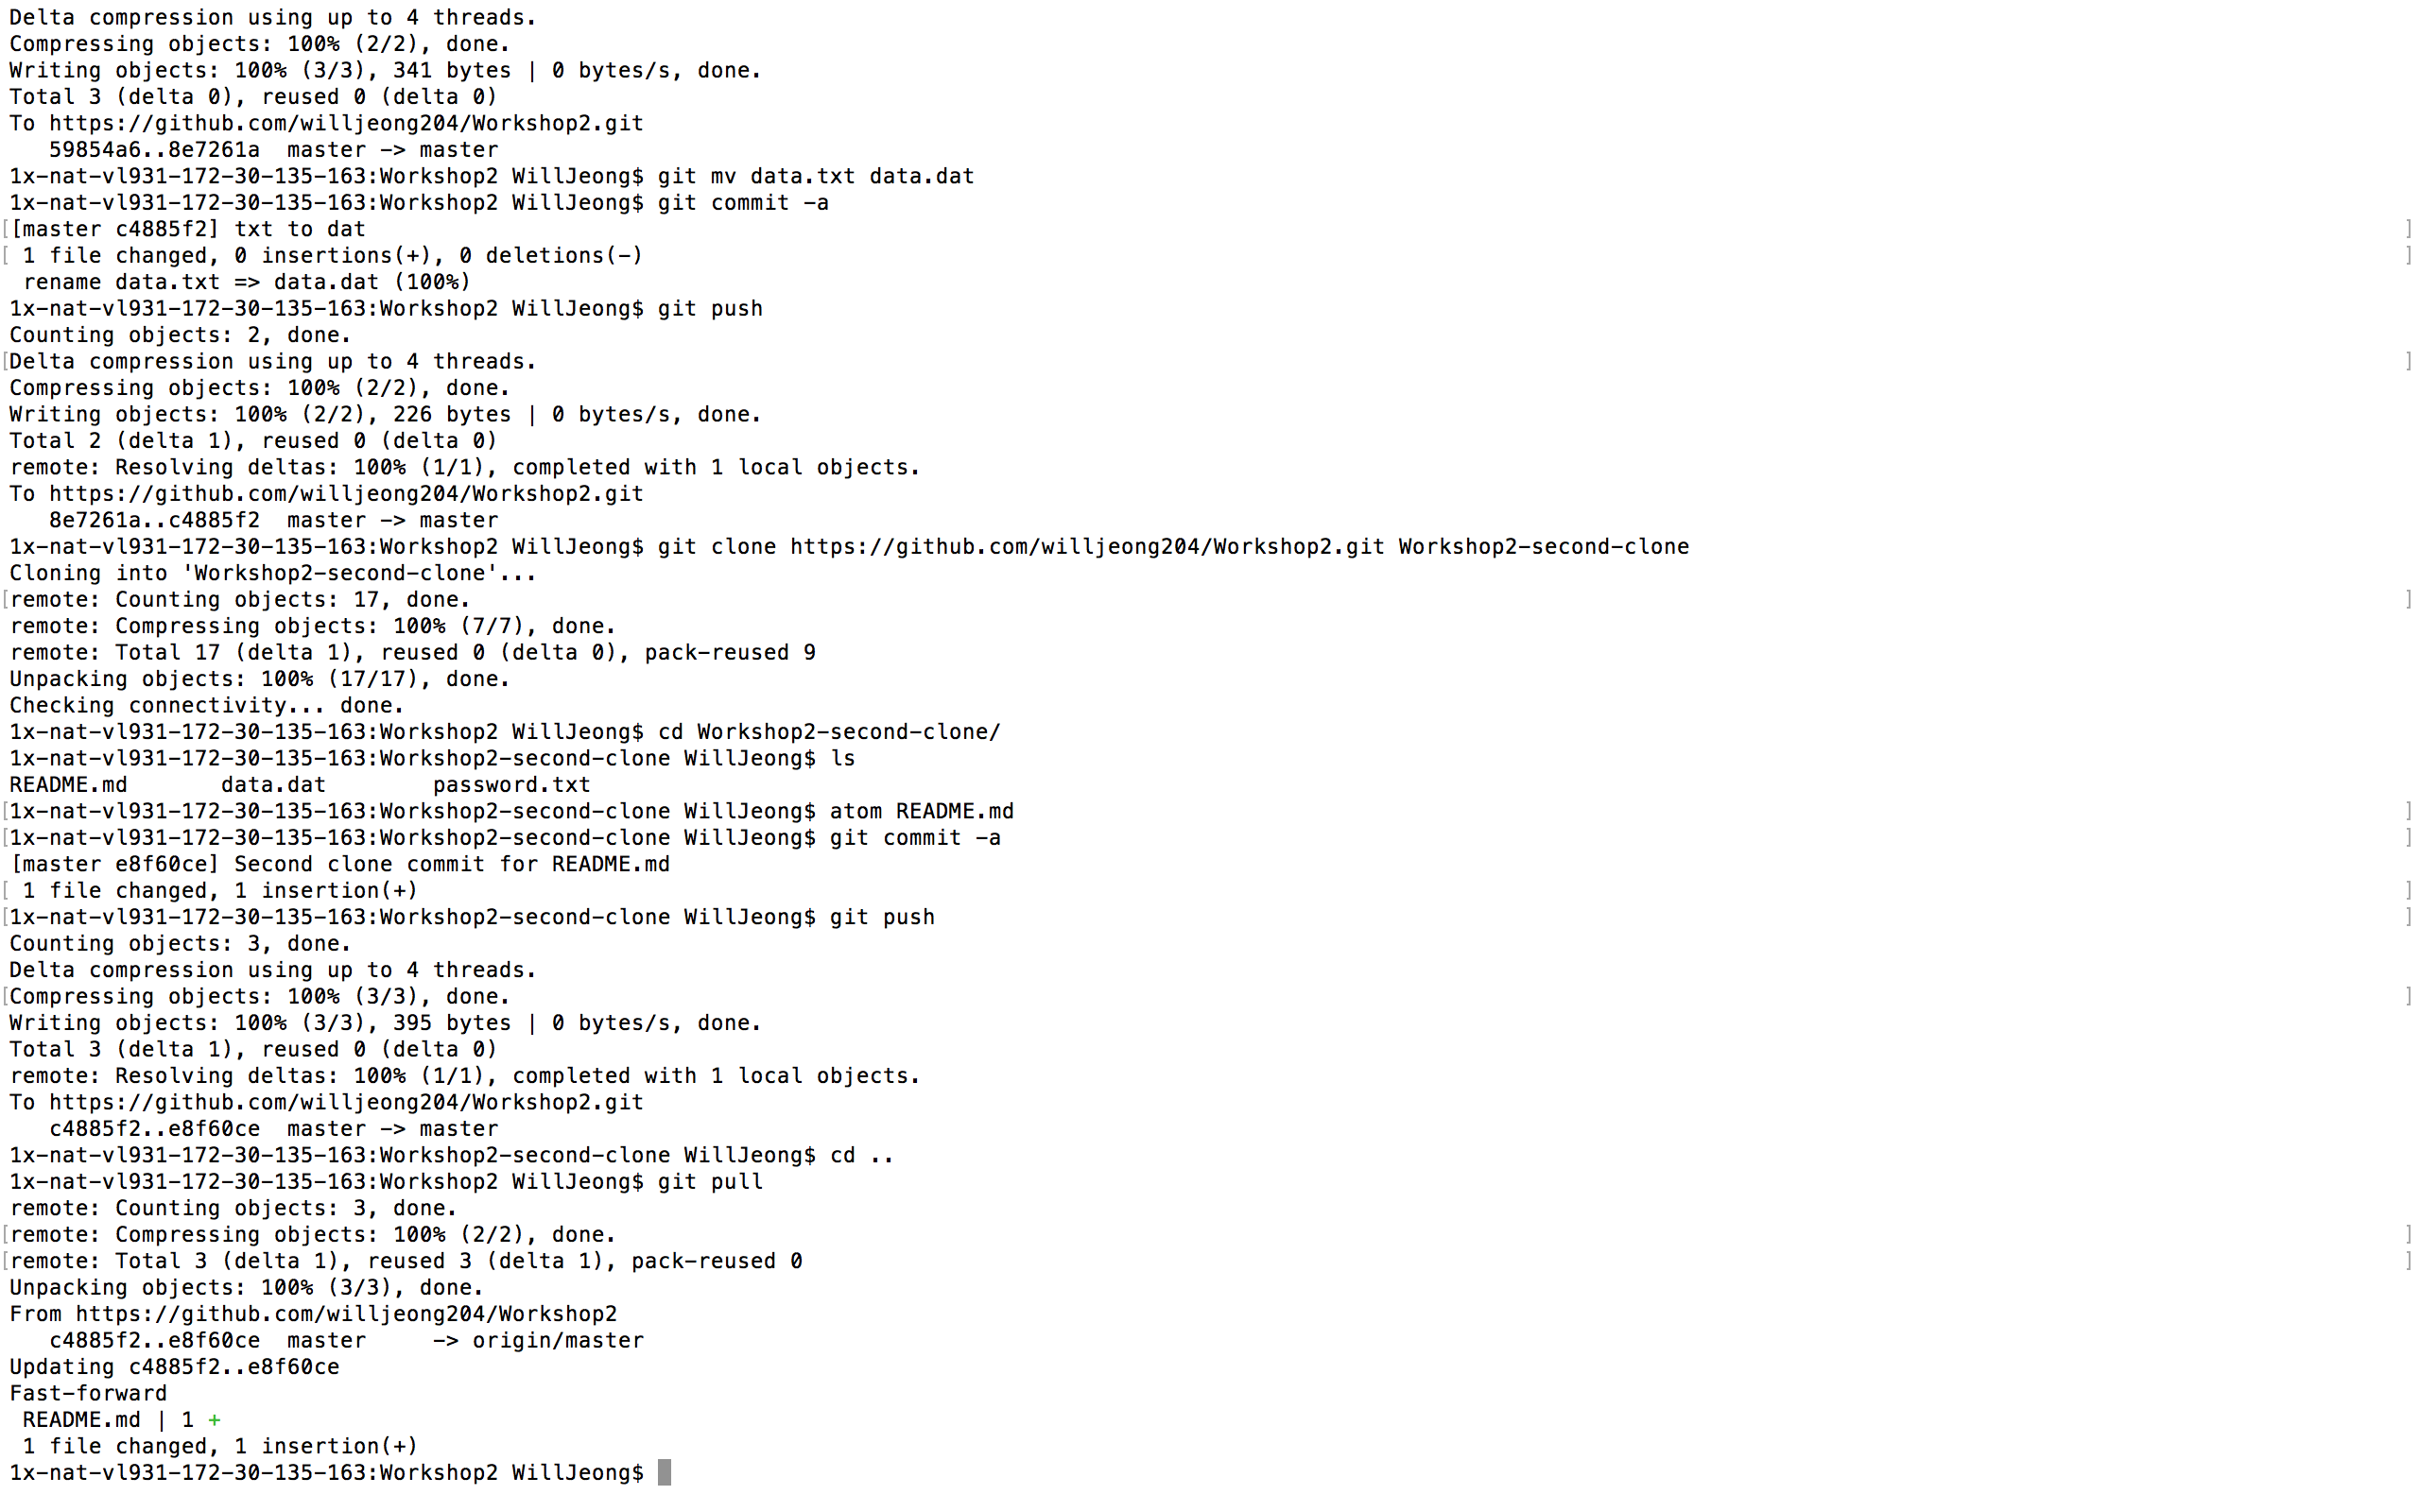 Delta compression using up to 4 threads.
Compressing objects: 100% (2/2), done.
Writing objects: 100% (3/3), 341 bytes | 0 bytes/s, done.
Total 3 (delta 0), reused 0 (delta 0)
To https://github.com/willjeong204/Workshop2.git
   59854a6..8e7261a  master -> master
1x-nat-vl931-172-30-135-163:Workshop2 WillJeong$ git mv data.txt data.dat
1x-nat-vl931-172-30-135-163:Workshop2 WillJeong$ git commit -a
[[master c4885f2] txt to dat ]
[ 1 file changed, 0 insertions(+), 0 deletions(-) ]
 rename data.txt => data.dat (100%)
1x-nat-vl931-172-30-135-163:Workshop2 WillJeong$ git push
Counting objects: 2, done.
[Delta compression using up to 4 threads. ]
Compressing objects: 100% (2/2), done.
Writing objects: 100% (2/2), 226 bytes | 0 bytes/s, done.
Total 2 (delta 1), reused 0 (delta 0)
remote: Resolving deltas: 100% (1/1), completed with 1 local objects.
To https://github.com/willjeong204/Workshop2.git
   8e7261a..c4885f2  master -> master
1x-nat-vl931-172-30-135-163:Workshop2 WillJeong$ git clone https://github.com/willjeong204/Workshop2.git Workshop2-second-clone
Cloning into 'Workshop2-second-clone'...
[remote: Counting objects: 17, done. ]
remote: Compressing objects: 100% (7/7), done.
remote: Total 17 (delta 1), reused 0 (delta 0), pack-reused 9
Unpacking objects: 100% (17/17), done.
Checking connectivity... done.
1x-nat-vl931-172-30-135-163:Workshop2 WillJeong$ cd Workshop2-second-clone/
1x-nat-vl931-172-30-135-163:Workshop2-second-clone WillJeong$ ls
README.md       data.dat        password.txt
[1x-nat-vl931-172-30-135-163:Workshop2-second-clone WillJeong$ atom README.md ]
[1x-nat-vl931-172-30-135-163:Workshop2-second-clone WillJeong$ git commit -a ]
[master e8f60ce] Second clone commit for README.md
[ 1 file changed, 1 insertion(+) ]
[1x-nat-vl931-172-30-135-163:Workshop2-second-clone WillJeong$ git push ]
Counting objects: 3, done.
Delta compression using up to 4 threads.
[Compressing objects: 100% (3/3), done. ]
Writing objects: 100% (3/3), 395 bytes | 0 bytes/s, done.
Total 3 (delta 1), reused 0 (delta 0)
remote: Resolving deltas: 100% (1/1), completed with 1 local objects.
To https://github.com/willjeong204/Workshop2.git
   c4885f2..e8f60ce  master -> master
1x-nat-vl931-172-30-135-163:Workshop2-second-clone WillJeong$ cd ..
1x-nat-vl931-172-30-135-163:Workshop2 WillJeong$ git pull
remote: Counting objects: 3, done.
[remote: Compressing objects: 100% (2/2), done. ]
[remote: Total 3 (delta 1), reused 3 (delta 1), pack-reused 0 ]
Unpacking objects: 100% (3/3), done.
From https://github.com/willjeong204/Workshop2
   c4885f2..e8f60ce  master     -> origin/master
Updating c4885f2..e8f60ce
Fast-forward
 README.md | 1 +
 1 file changed, 1 insertion(+)
1x-nat-vl931-172-30-135-163:Workshop2 WillJeong$